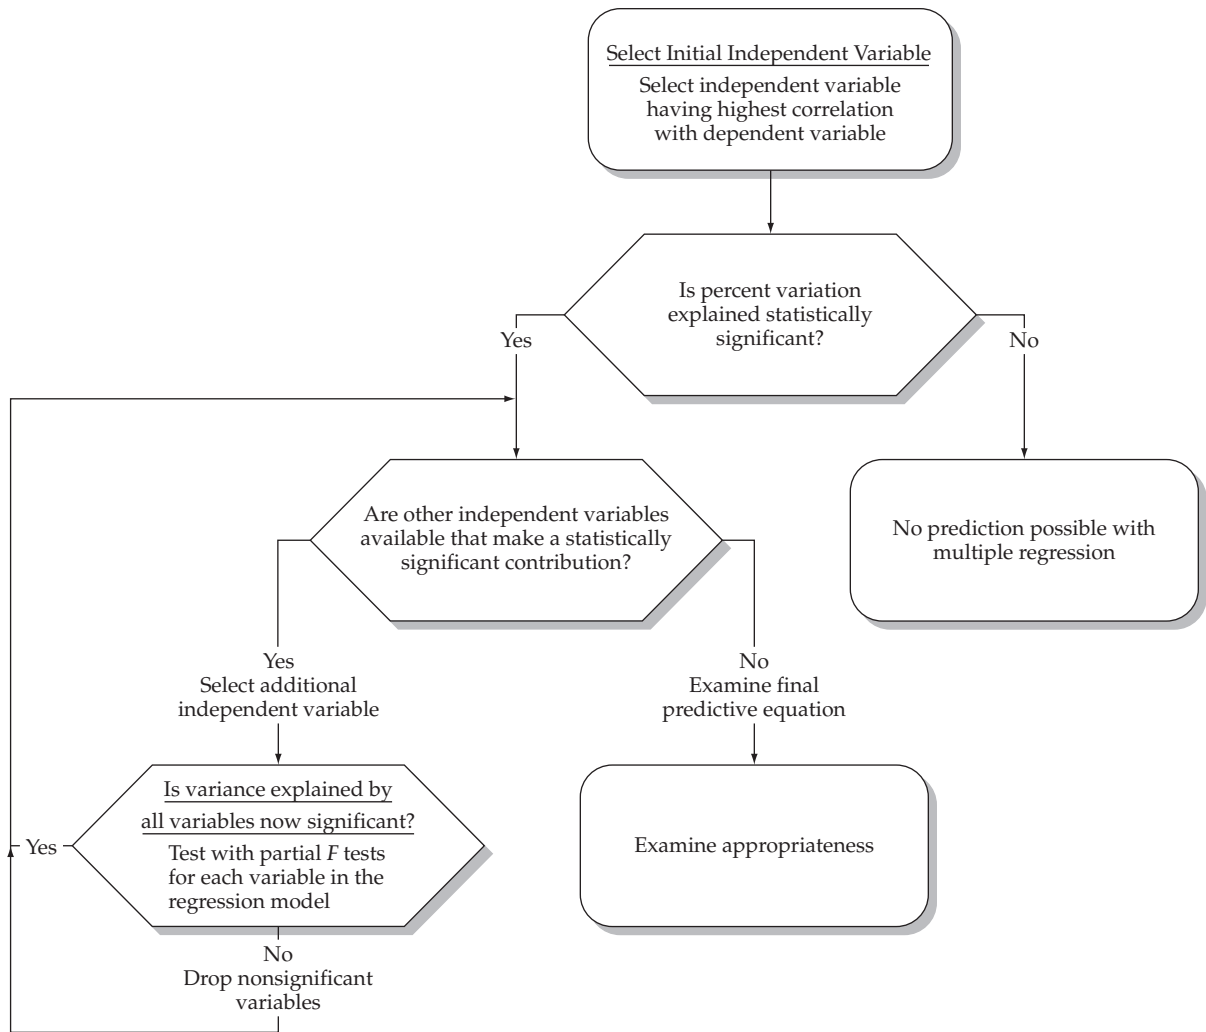 Select Initial Independent Variable
Select independent variable
having highest correlation
with dependent variable
Is percent variation
explained statistically
significant?
Yes
No
Are other independent variables
available that make a statistically
significant contribution?
No prediction possible with
multiple regression
Yes
Select additional
independent variable
No
Examine final
predictive equation
Is variance explained by
all variables now significant?
Test with partial F tests
for each variable in the
regression model
Yes
Examine appropriateness
No
Drop nonsignificant
variables